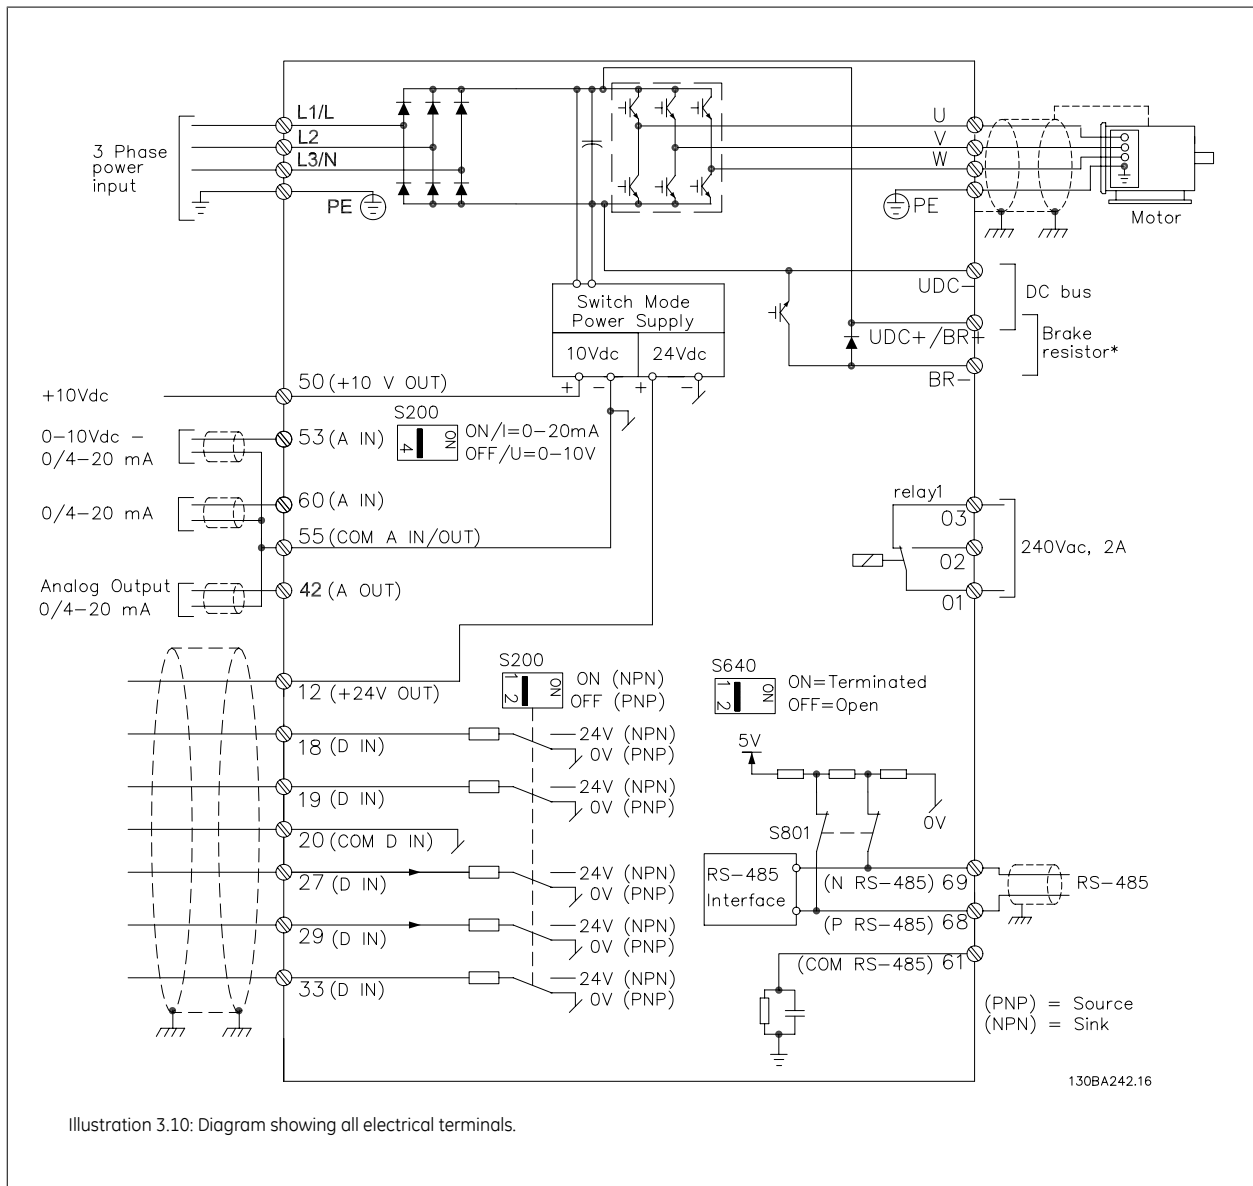 L1/L
L2
L3/N
3 Phase
power
input
PE
U
V
W
PE
Motor
UDC-
DC bus
UDC+/BR+
Brake
resistor*
BR-
Switch Mode
Power Supply
10Vdc
24Vdc
+ - + -
+10Vdc
50 (+10 V OUT)
S200
ON
4
ON/I=0-20mA
OFF/U=0-10V
0-10Vdc -
0/4-20 mA
53 (A IN)
0/4-20 mA
60 (A IN)
55 (COM A IN/OUT)
Analog Output
0/4-20 mA
42 (A OUT)
relay1
03
02
01
240Vac, 2A
12 (+24V OUT)
S200
1 2
ON
ON (NPN)
OFF (PNP)
S640
1 2
ON
ON=Terminated
OFF=Open
18 (D IN)
24V (NPN)
0V (PNP)
19 (D IN)
24V (NPN)
0V (PNP)
20 (COM D IN)
27 (D IN)
24V (NPN)
0V (PNP)
29 (D IN)
24V (NPN)
0V (PNP)
33 (D IN)
24V (NPN)
0V (PNP)
5V
0V
S801
RS-485
Interface
(N RS-485) 69
(P RS-485) 68
(COM RS-485) 61
RS-485
(PNP) = Source
(NPN) = Sink
130BA242.16
Illustration 3.10: Diagram showing all electrical terminals.